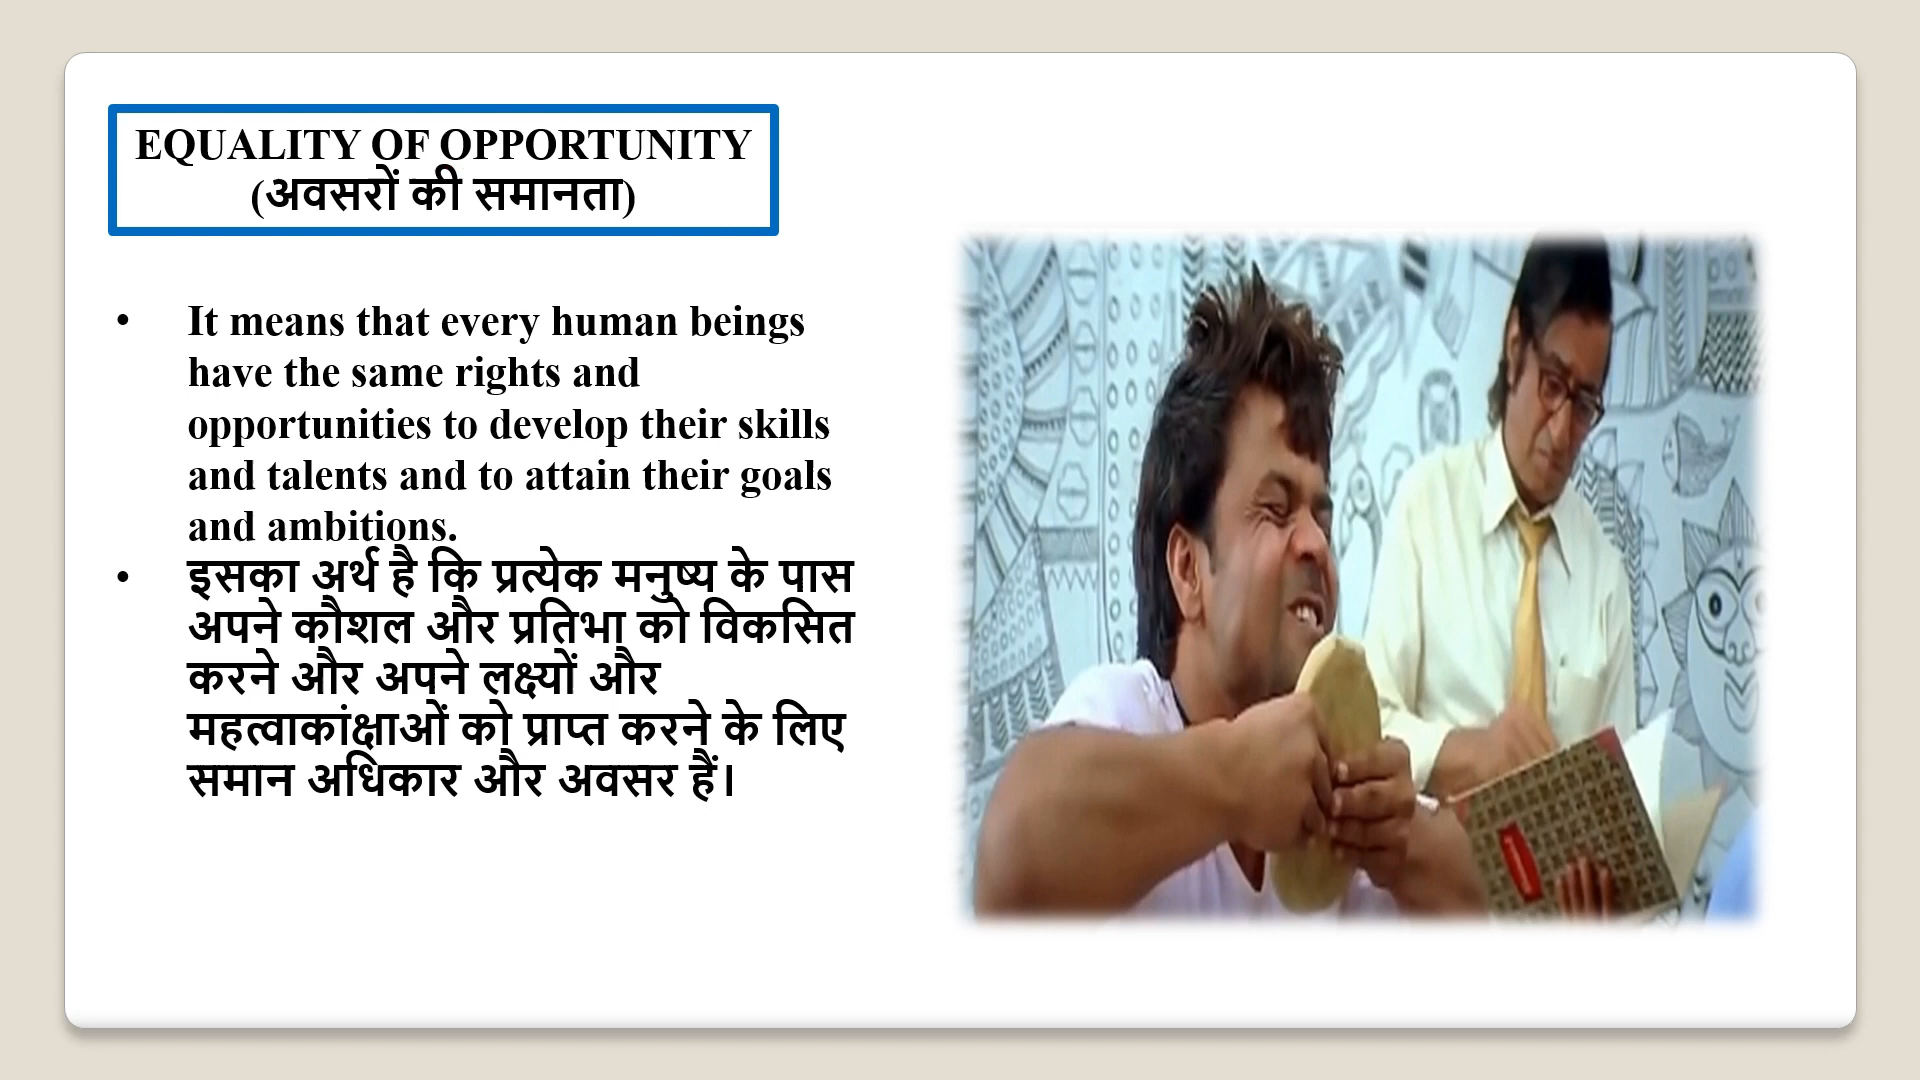 EQUALITY OF OPPORTUNITY
(अवसरों की समानता)
• It means that every human beings
have the same rights and
opportunities to develop their skills
and talents and to attain their goals
and ambitions.
• इसका अर्थ है कि प्रत्येक मनुष्य के पास
अपने कौशल और प्रतिभा को विकसित
करने और अपने लक्ष्यों और
महत्वाकांक्षाओं को प्राप्त करने के लिए
समान अधिकार और अवसर हैं।